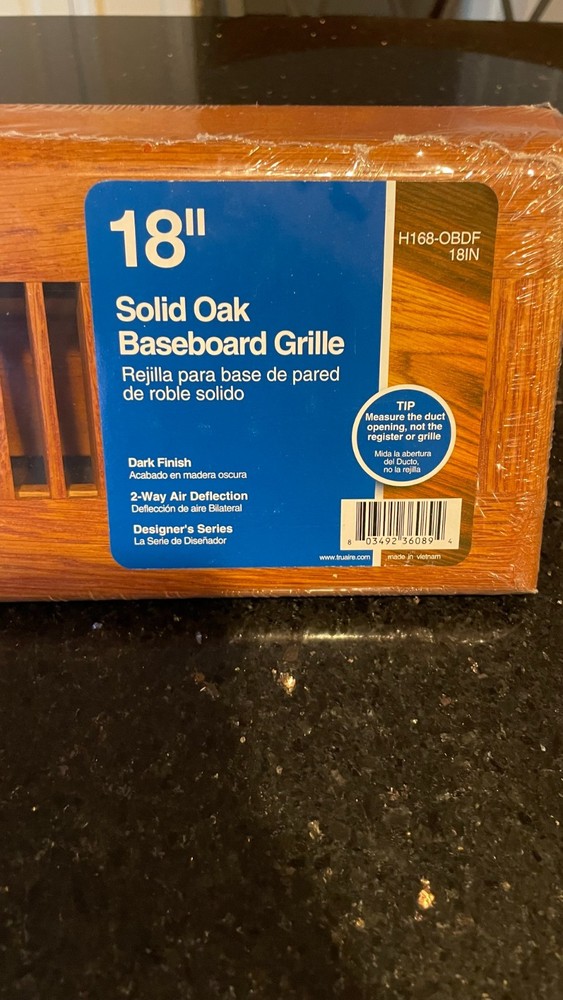 18"
H168-OBDF
18IN
Solid Oak
Baseboard Grille
Rejilla para base de pared
de roble solido
TIP
Measure the duct
opening, not the
register or grille
Mida la abertura
del Ducto,
no la rejilla
Dark Finish
Acabado en madera oscura
2-Way Air Deflection
Deflección de aire Bilateral
Designer's Series
La Serie de Diseñador
8 03492 36089 4
www.truaire.com
made in vietnam